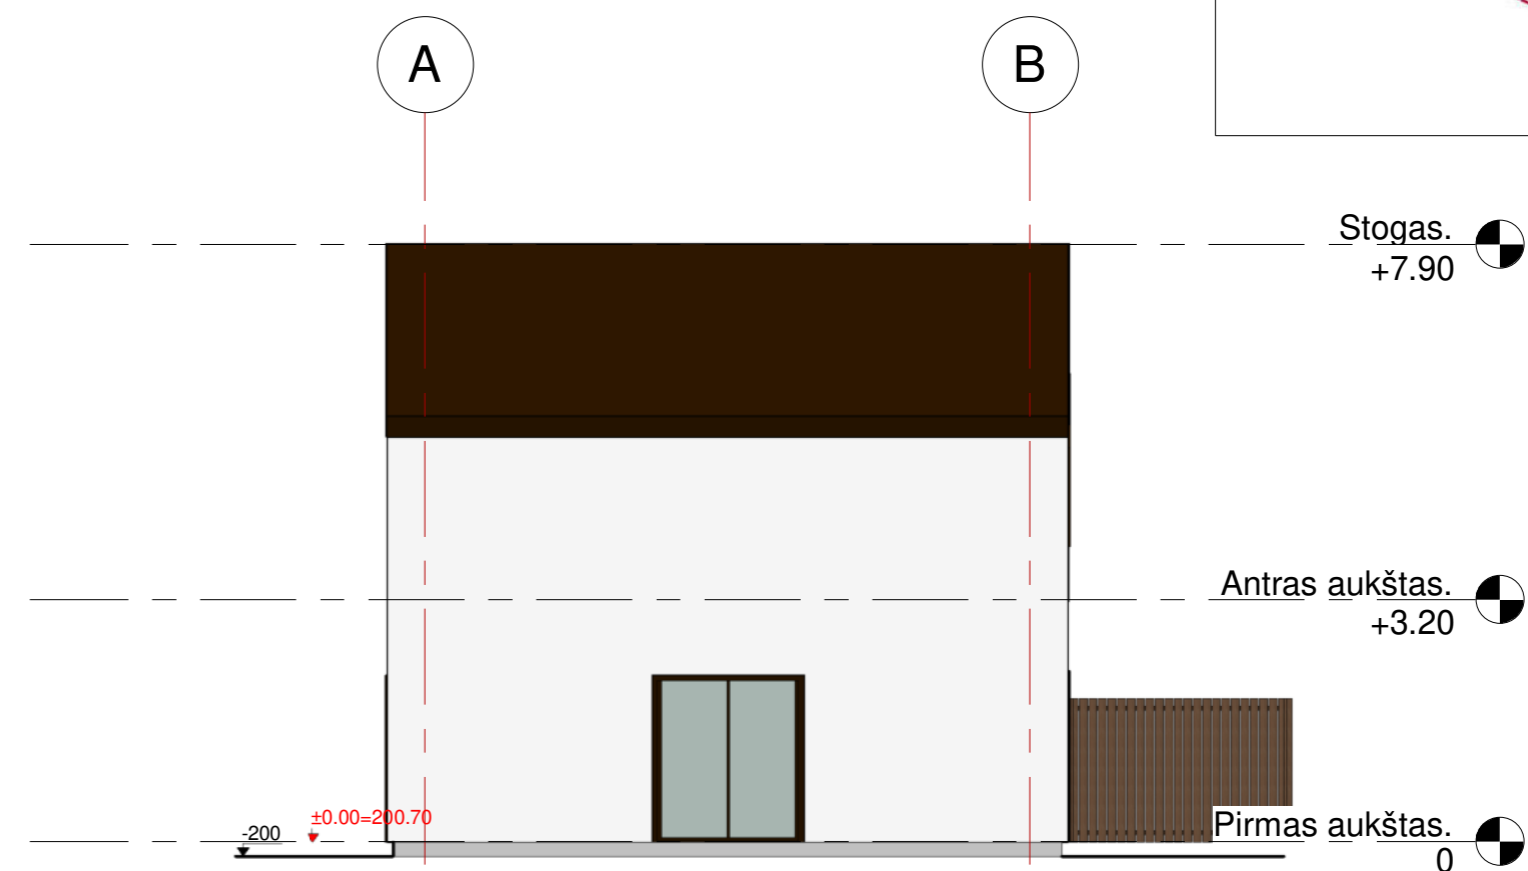 A
B
Stogas.
+7.90
Antras aukštas.
+3.20
±0.00=200.70
-200
Pirmas aukštas.
0